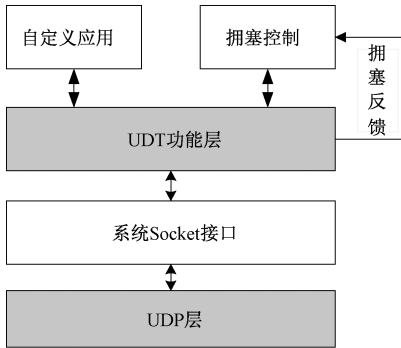 自定义应用
拥塞控制
拥塞反馈
UDT功能层
系统Socket接口
UDP层